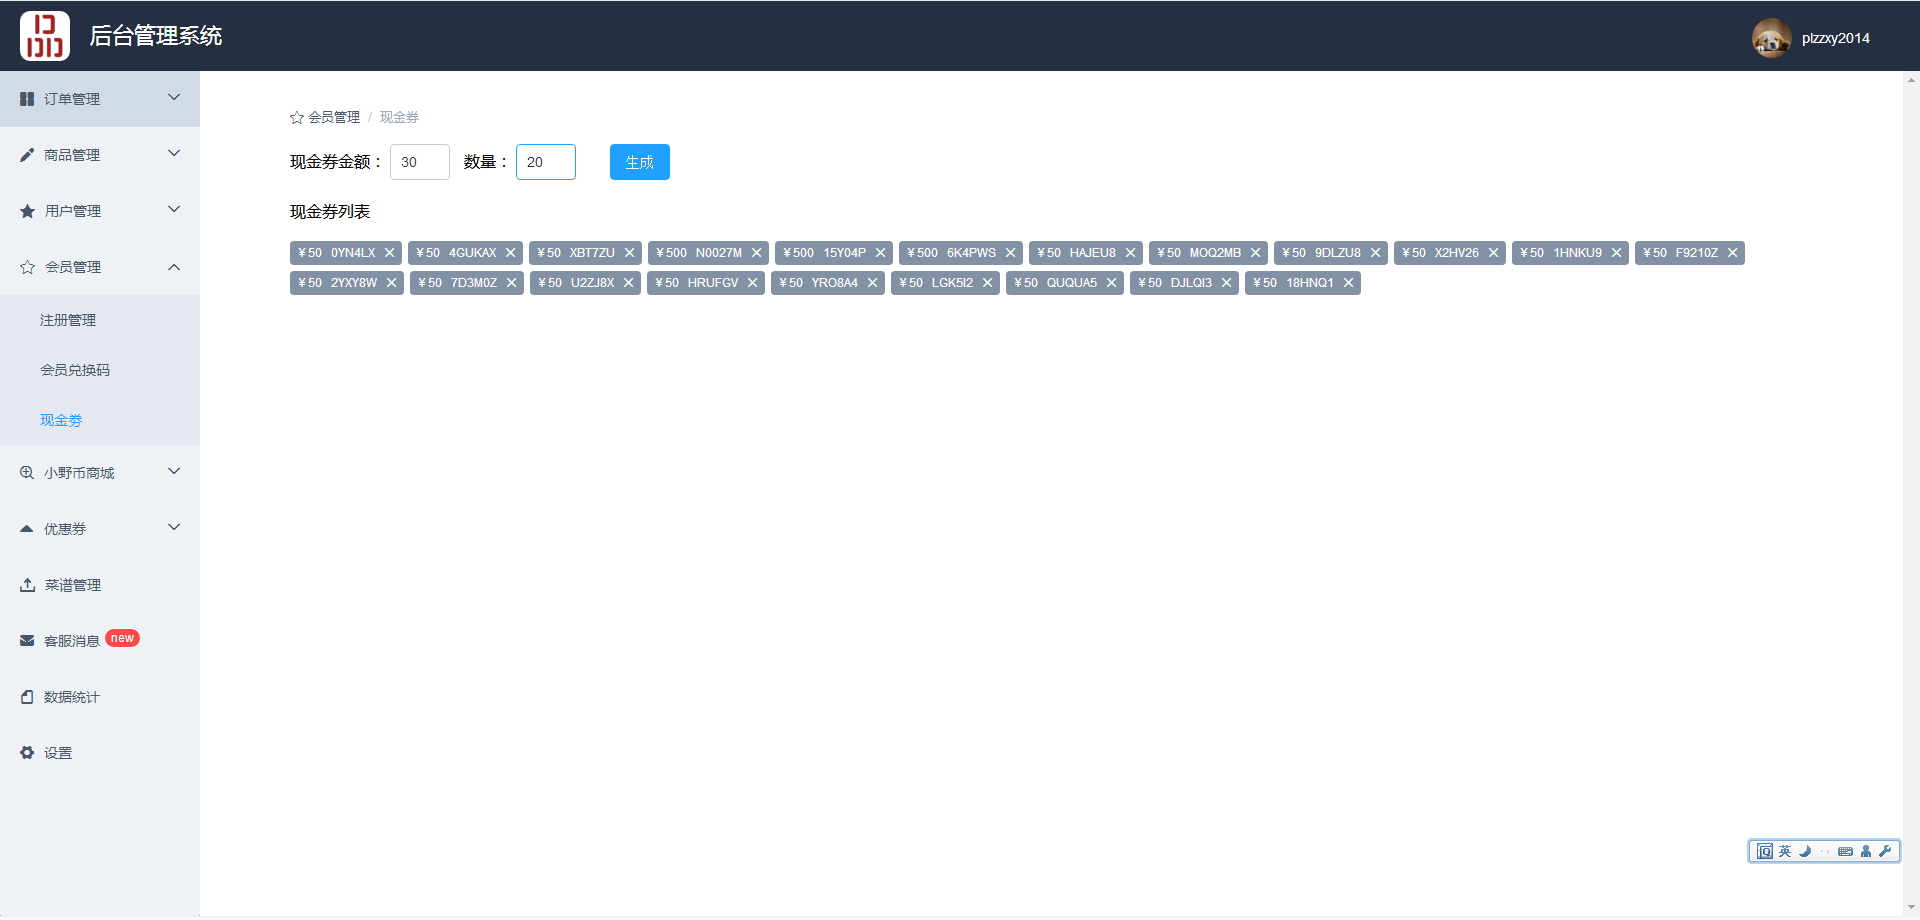 后台管理系统
plzzxy2014
订单管理
商品管理
用户管理
会员管理
注册管理
会员兑换码
现金劵
小野币商城
优惠券
菜谱管理
客服消息 new
数据统计
设置
会员管理 / 现金券
现金券金额： 30 数量： 20 生成
现金券列表
¥50 0YN4LX ¥50 4GUKAX ¥50 XBT7ZU ¥500 N0027M ¥500 15Y04P ¥500 6K4PWS ¥50 HAJEU8 ¥50 MOQ2MB ¥50 9DLZU8 ¥50 X2HV26 ¥50 1HNKU9 ¥50 F9210Z
¥50 2YXY8W ¥50 7D3M0Z ¥50 U2ZJ8X ¥50 HRUFGV ¥50 YRO8A4 ¥50 LGK5I2 ¥50 QUQUA5 ¥50 DJLQI3 ¥50 18HNQ1
英